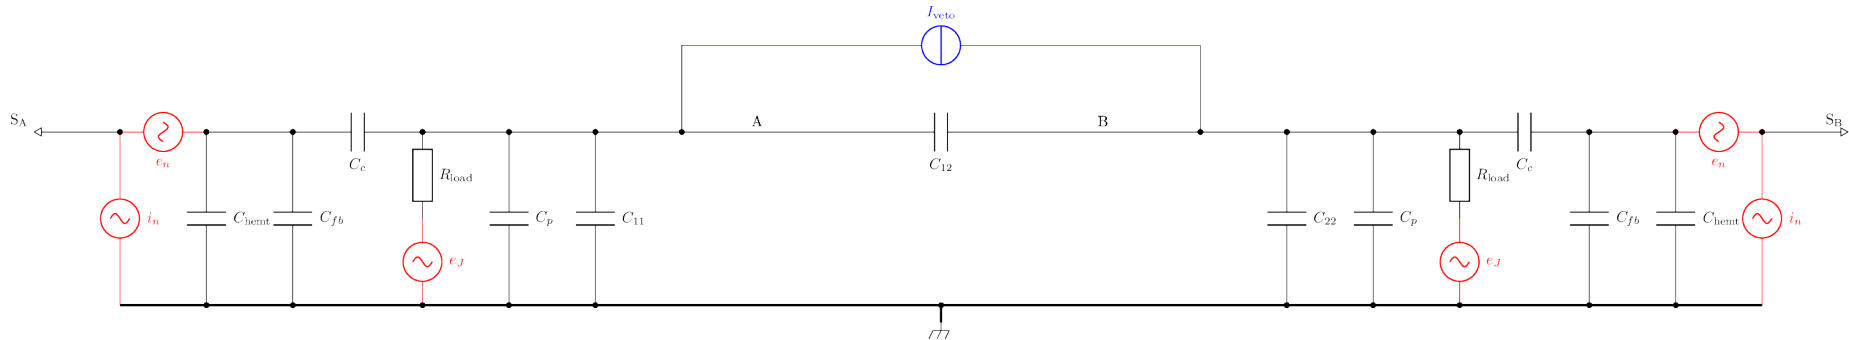 I_veto
S_A
A
B
S_B
e_n
C_c
C_12
C_c
e_n
R_load
R_load
i_n
C_hemt
C_fb
C_p
C_11
C_22
C_p
C_fb
C_hemt
i_n
e_J
e_J